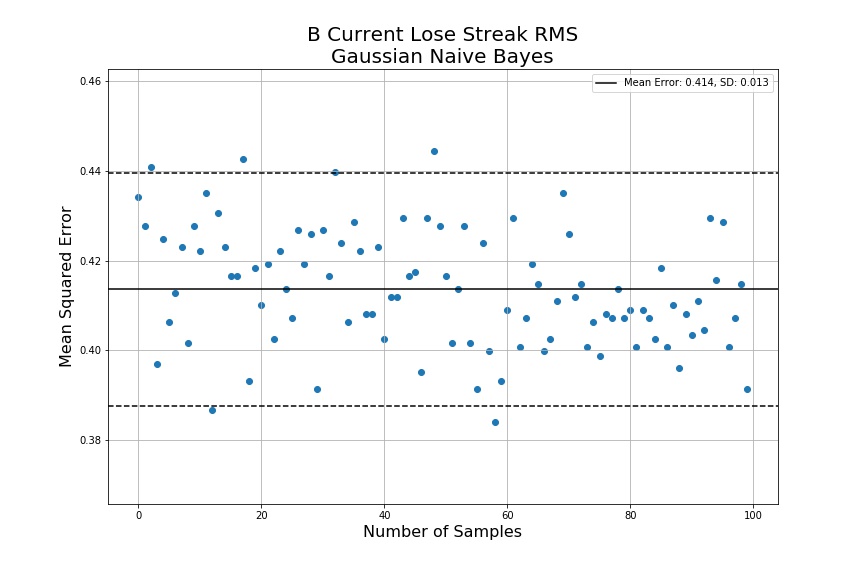 B Current Lose Streak RMS
Gaussian Naive Bayes
Mean Error: 0.414, SD: 0.013
Mean Squared Error
0.46
0.44
0.42
0.40
0.38
0
20
40
60
80
100
Number of Samples